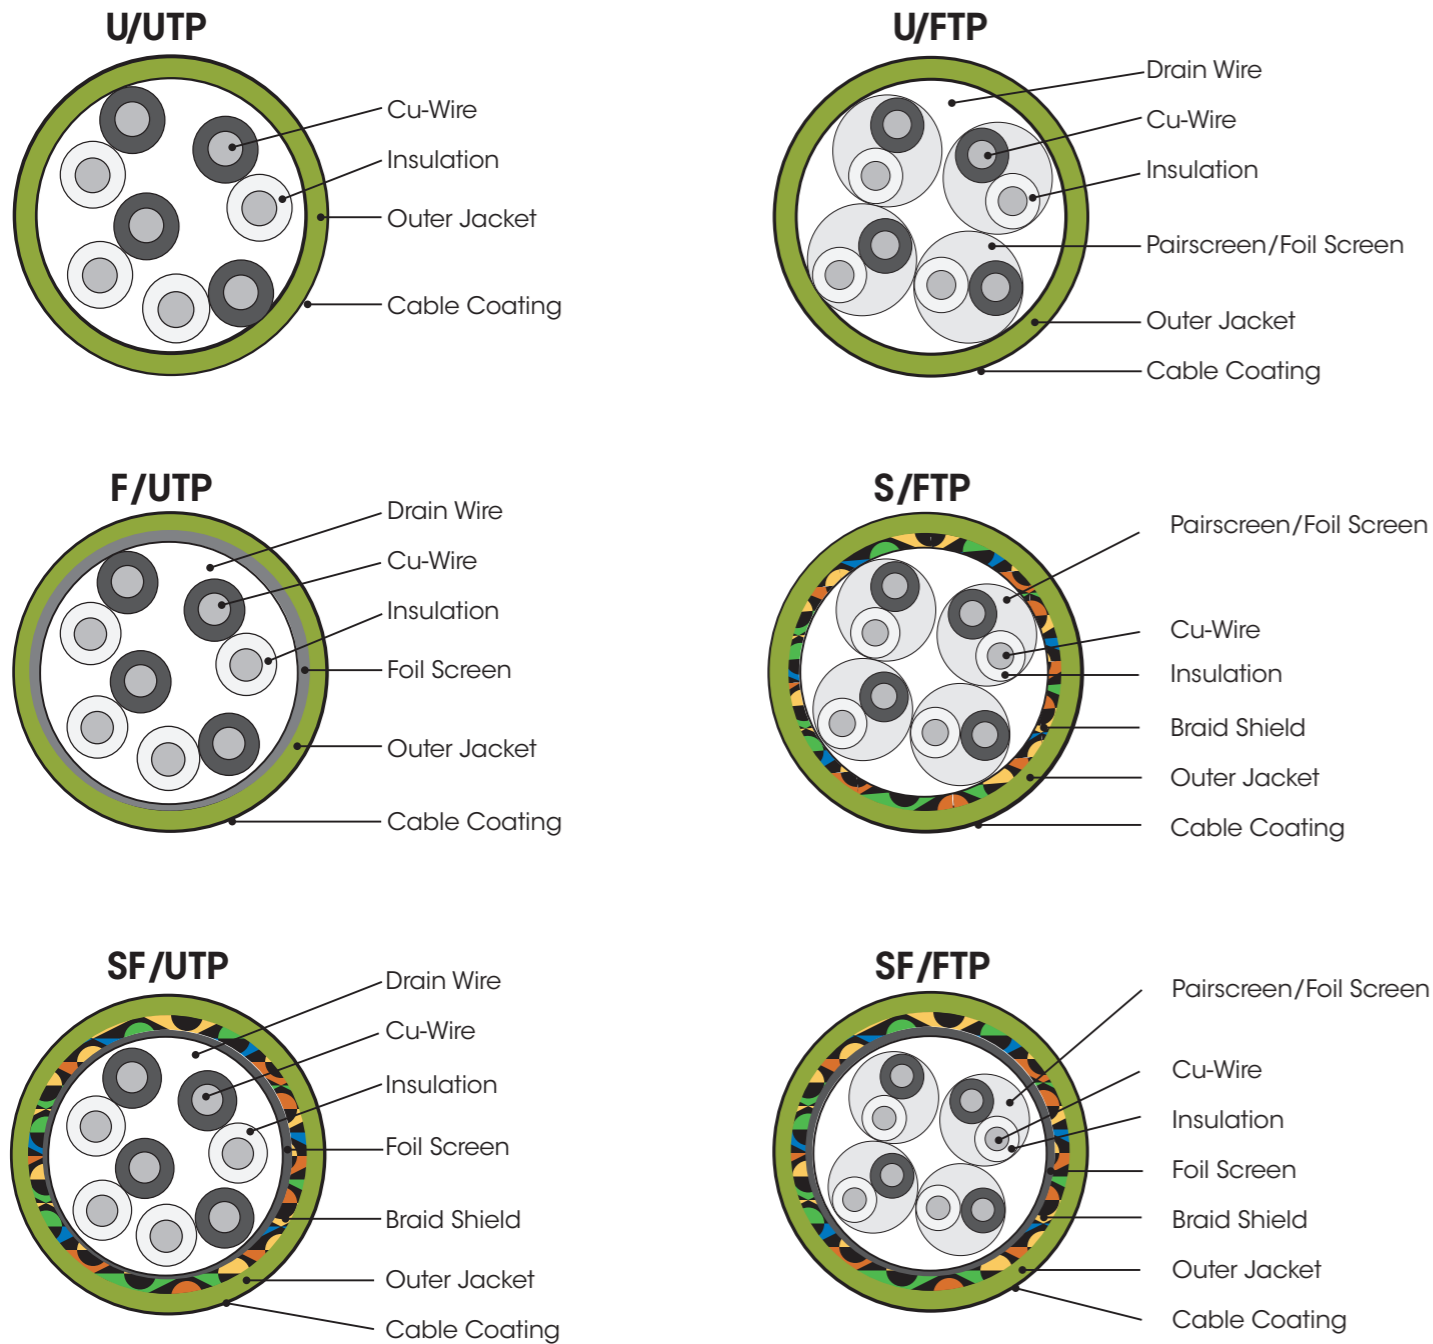 U/UTP
Cu-Wire
Insulation
Outer Jacket
Cable Coating
U/FTP
Drain Wire
Cu-Wire
Insulation
Pairscreen/Foil Screen
Outer Jacket
Cable Coating
F/UTP
Drain Wire
Cu-Wire
Insulation
Foil Screen
Outer Jacket
Cable Coating
S/FTP
Pairscreen/Foil Screen
Cu-Wire
Insulation
Braid Shield
Outer Jacket
Cable Coating
SF/UTP
Drain Wire
Cu-Wire
Insulation
Foil Screen
Braid Shield
Outer Jacket
Cable Coating
SF/FTP
Pairscreen/Foil Screen
Cu-Wire
Insulation
Foil Screen
Braid Shield
Outer Jacket
Cable Coating